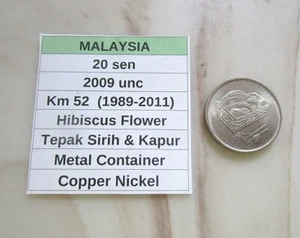 MALAYSIA
20 sen
2009 unc
Km 52 (1989-2011)
Hibiscus Flower
Tepak Sirih & Kapur
Metal Container
Copper Nickel